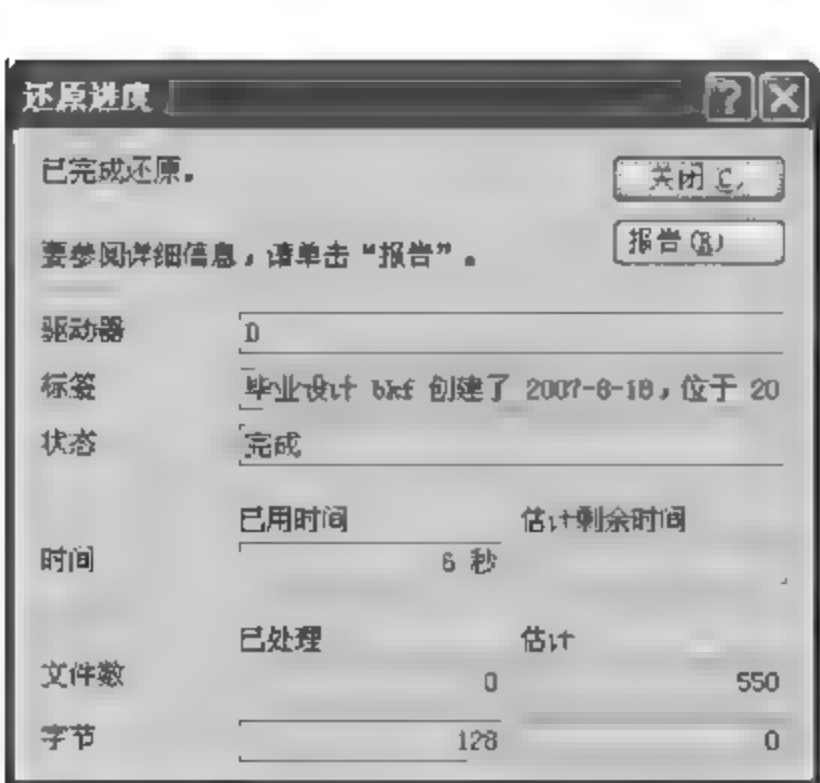 还原进度
已完成还原。
关闭(C)
要参阅详细信息，请单击“报告”。
报告(R)
驱动器
D
标签
毕业设计 bkf 创建了 2007-6-18，位于 20
状态
完成
已用时间
估计剩余时间
时间
6 秒
已处理
估计
文件数
0
550
字节
128
0